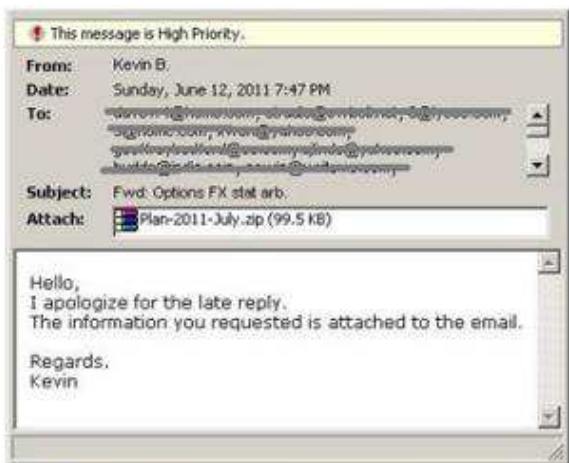 This message is High Priority.
From: Kevin B.
Date: Sunday, June 12, 2011 7:47 PM
To:
Subject: Fwd: Options FX stat arb.
Attach: Plan-2011-July.zip (99.5 KB)
Hello,
I apologize for the late reply.
The information you requested is attached to the email.
Regards,
Kevin